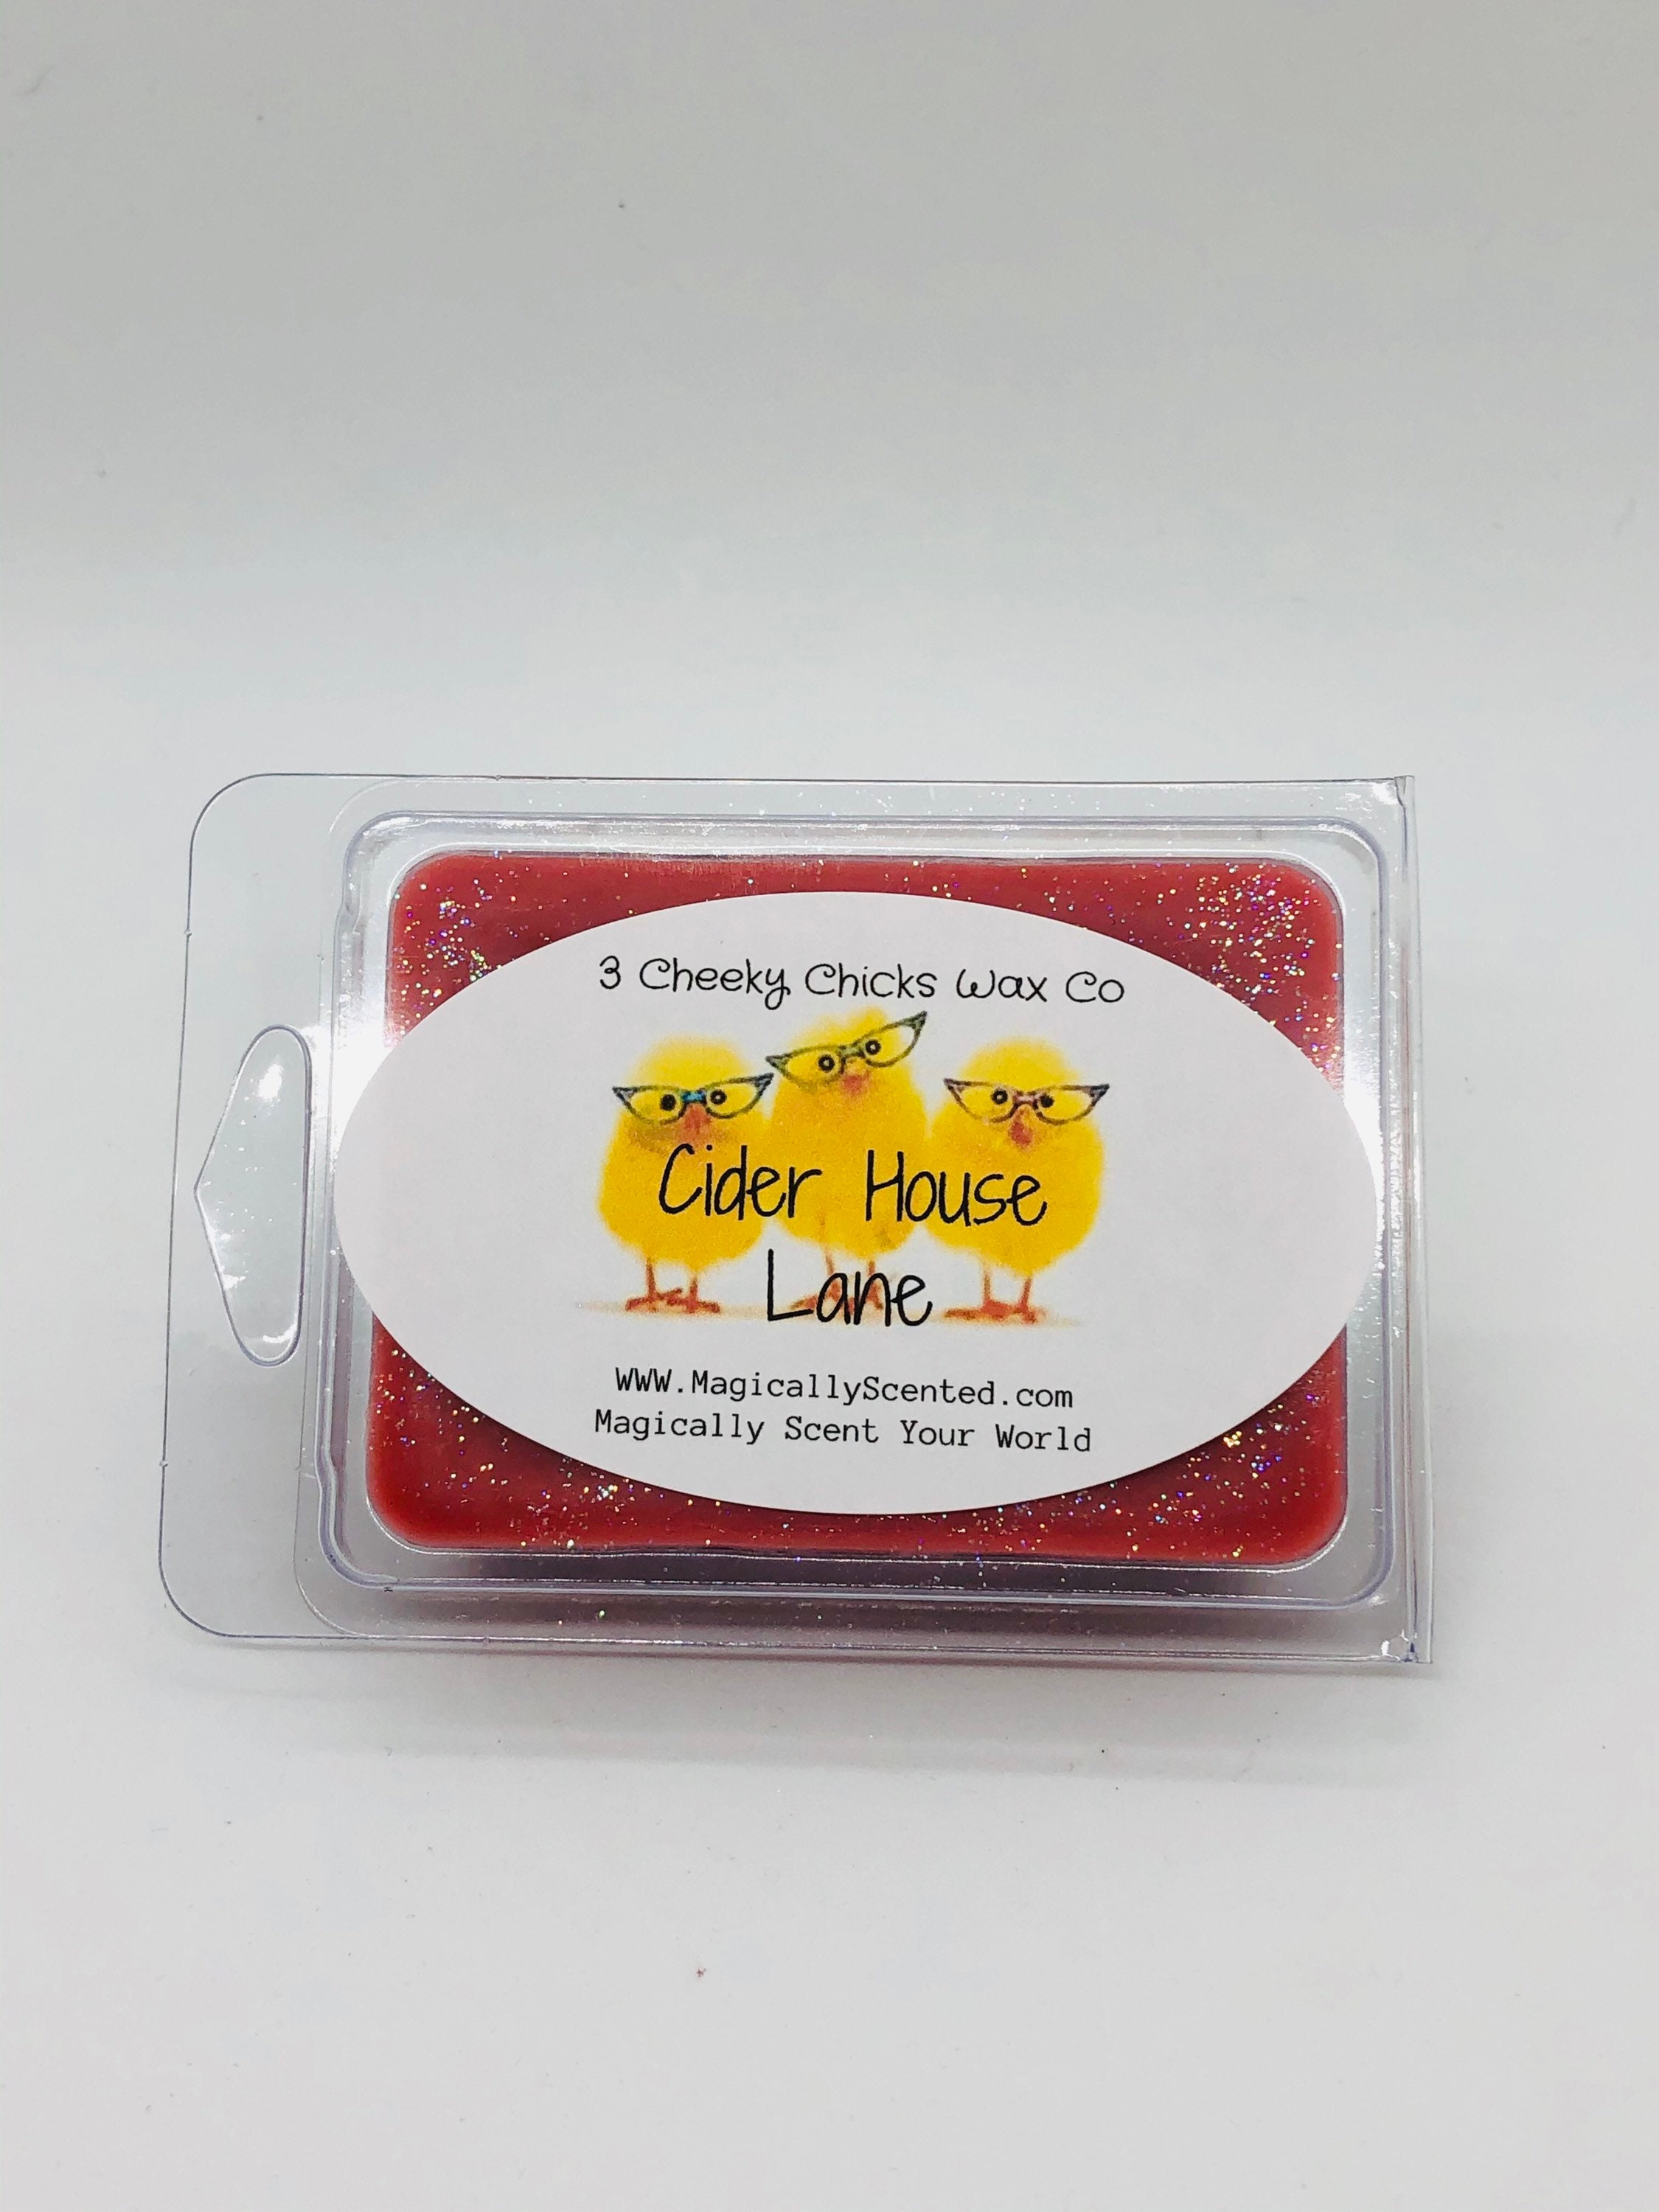 3 Cheeky Chicks Wax Co
Cider House
Lane
WWW.MagicallyScented.com
Magically Scent Your World